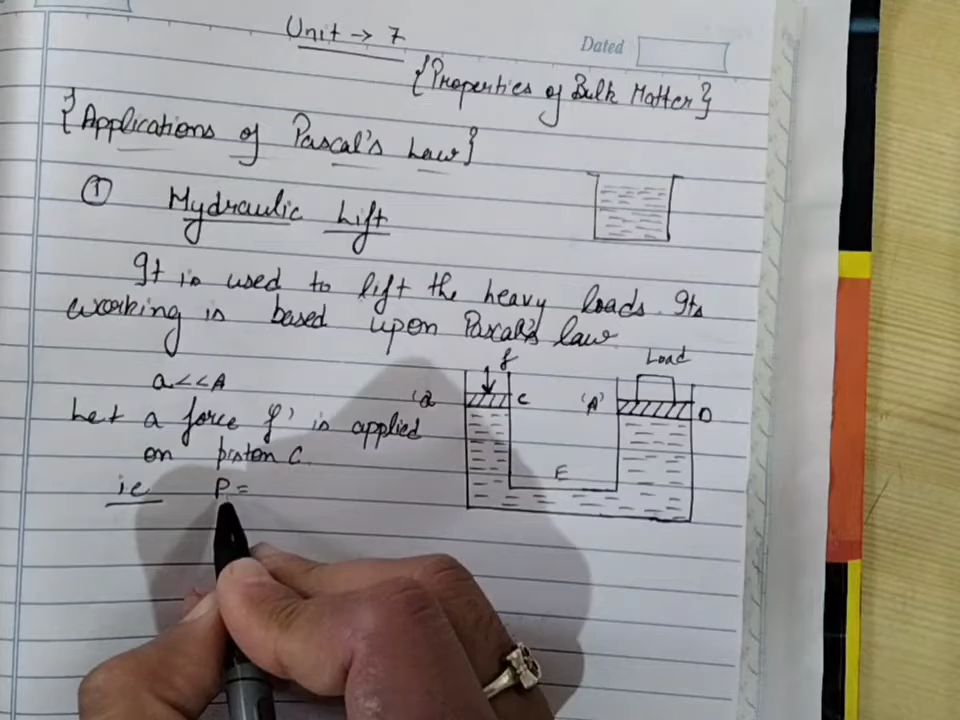 Unit → 7
Dated
{Properties of Bulk Matter}
{Applications of Pascal's Law}
① Hydraulic Lift
It is used to lift the heavy loads. Its
working is based upon Pascal's law
f
Load
a<<A
'a'
C
'A'
D
Let a force 'f' is applied
on piston C.
E
i.e P=